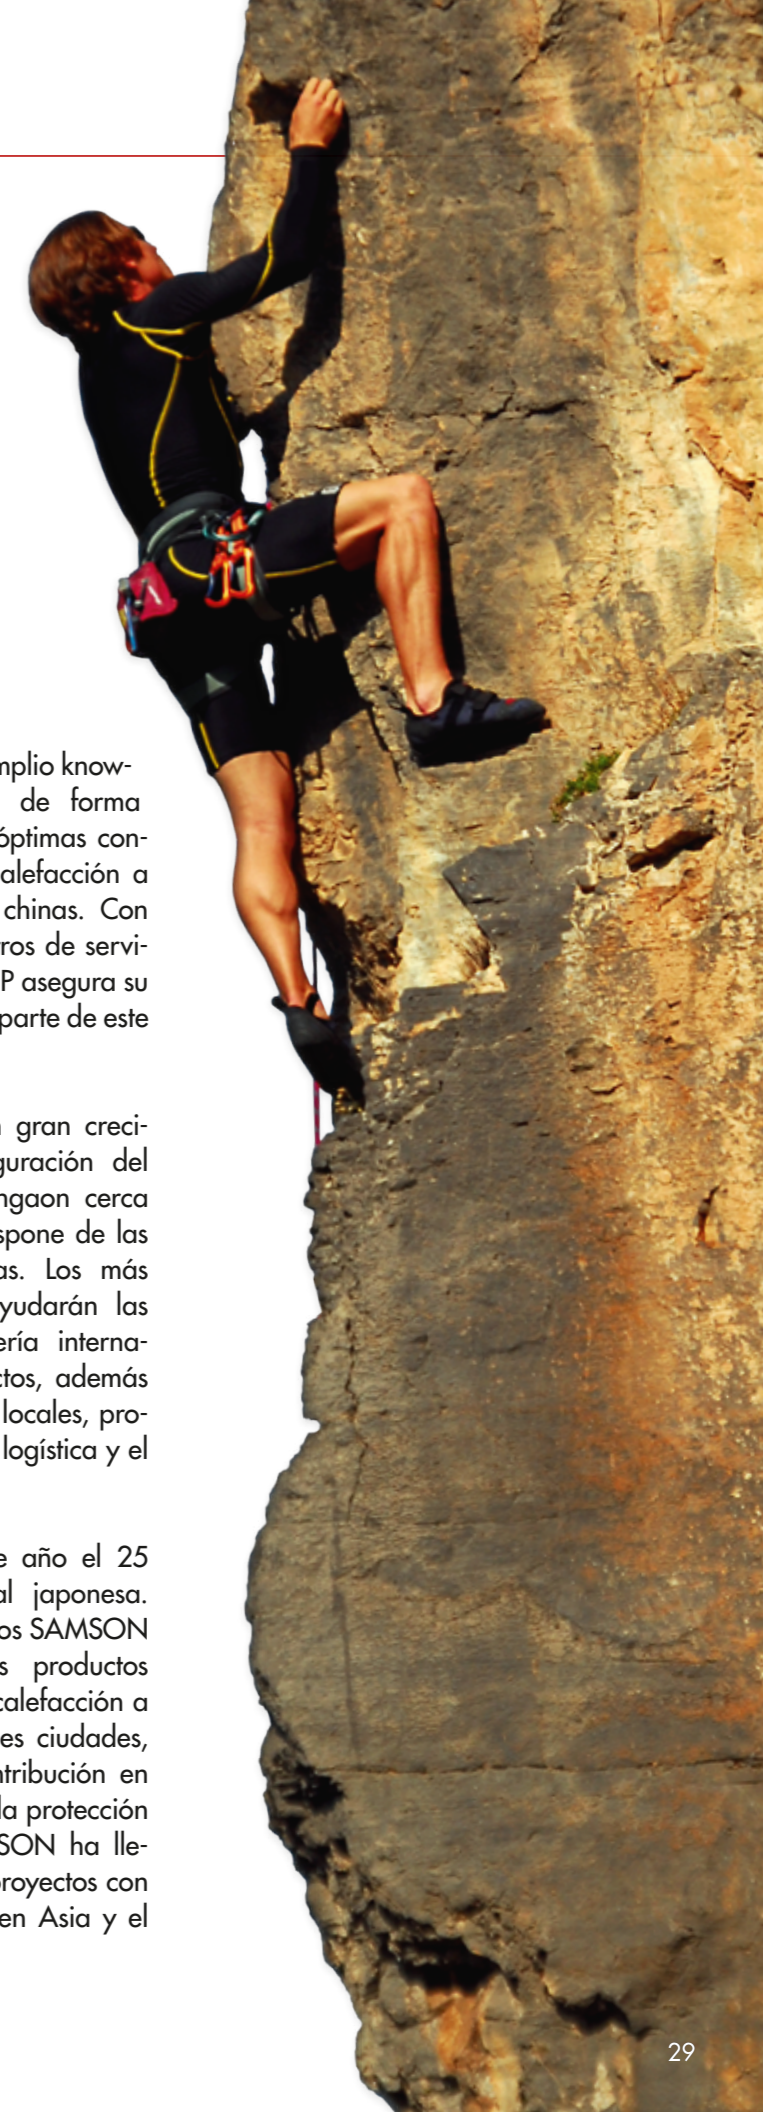 mplio know-
de forma
óptimas con-
alefacción a
chinas. Con
ros de servi-
P asegura su
parte de este
gran creci-
guración del
ngaon cerca
spone de las
as. Los más
yudarán las
ería interna-
ctos, además
locales, pro-
logística y el
e año el 25
al japonesa.
os SAMSON
s productos
calefacción a
es ciudades,
ntribución en
la protección
SON ha lle-
royectos con
en Asia y el
29